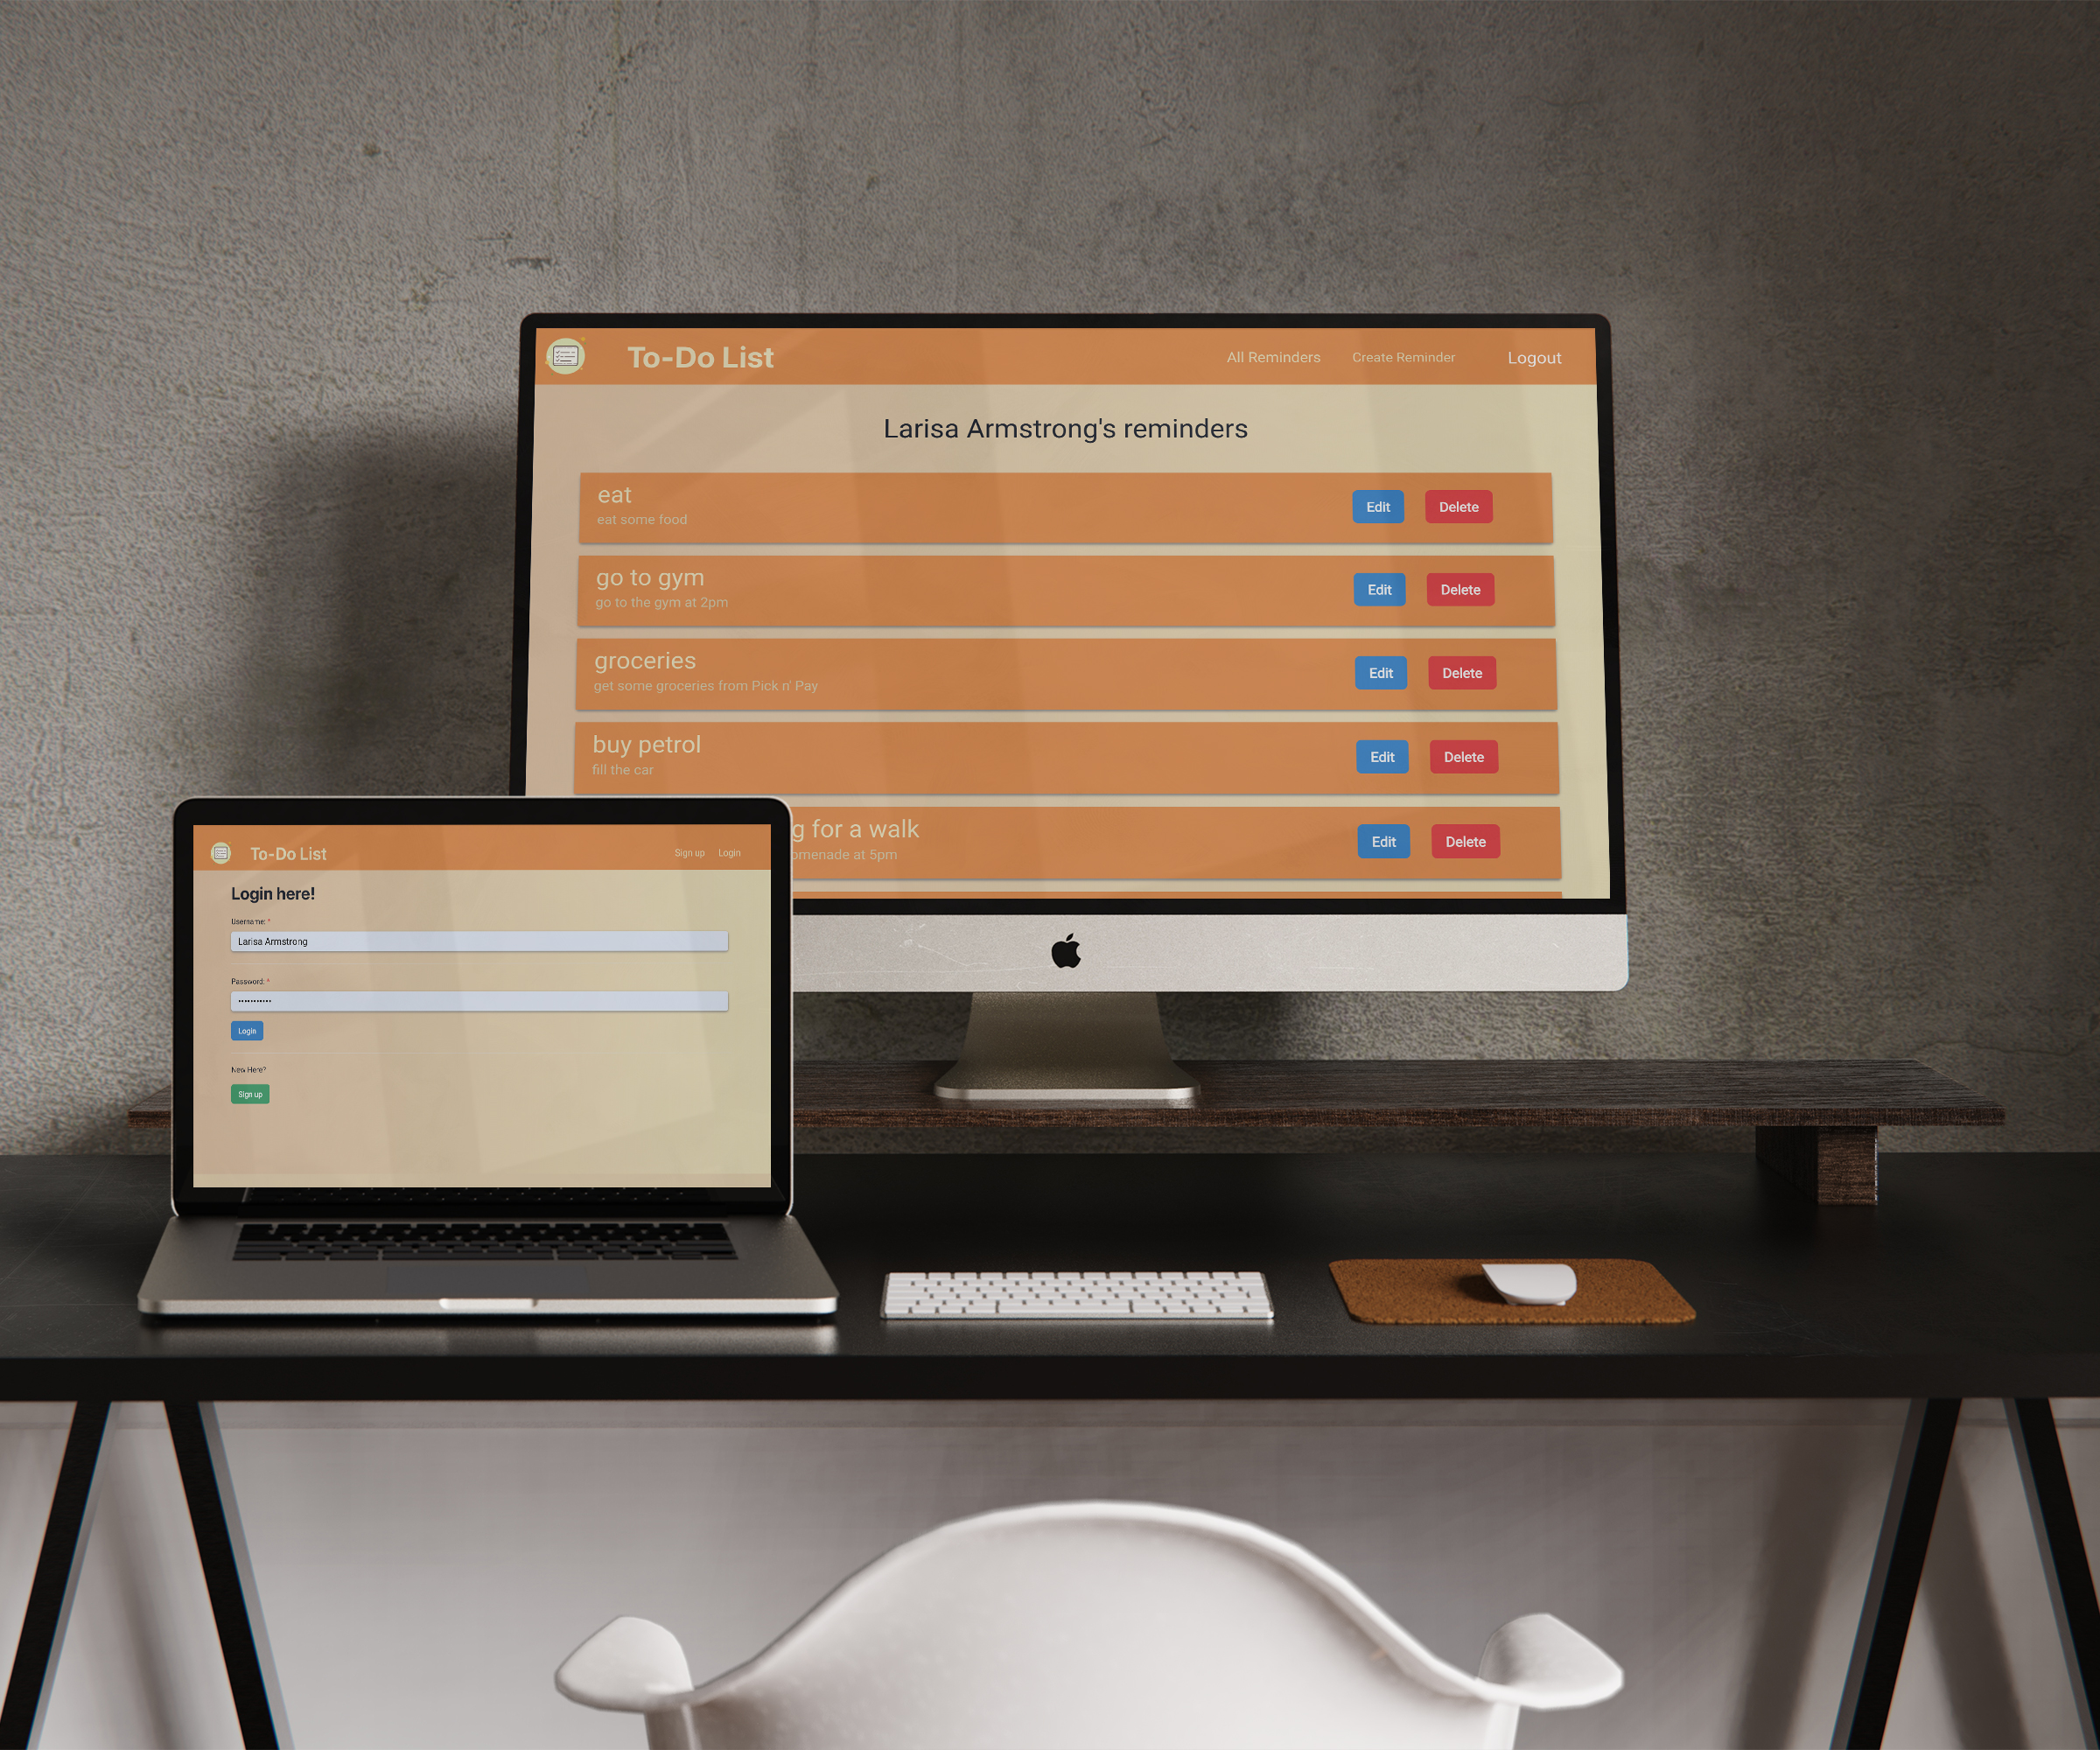 To-Do List
All Reminders
Create Reminder
Logout
Larisa Armstrong's reminders
eat
eat some food
Edit
Delete
go to gym
go to the gym at 2pm
Edit
Delete
groceries
get some groceries from Pick n' Pay
Edit
Delete
buy petrol
fill the car
Edit
Delete
for a walk
at 5pm
Edit
Delete
To-Do List
Sign up
Login
Login here!
Username: *
Larisa Armstrong
Password: *
Login
New Here?
Sign up